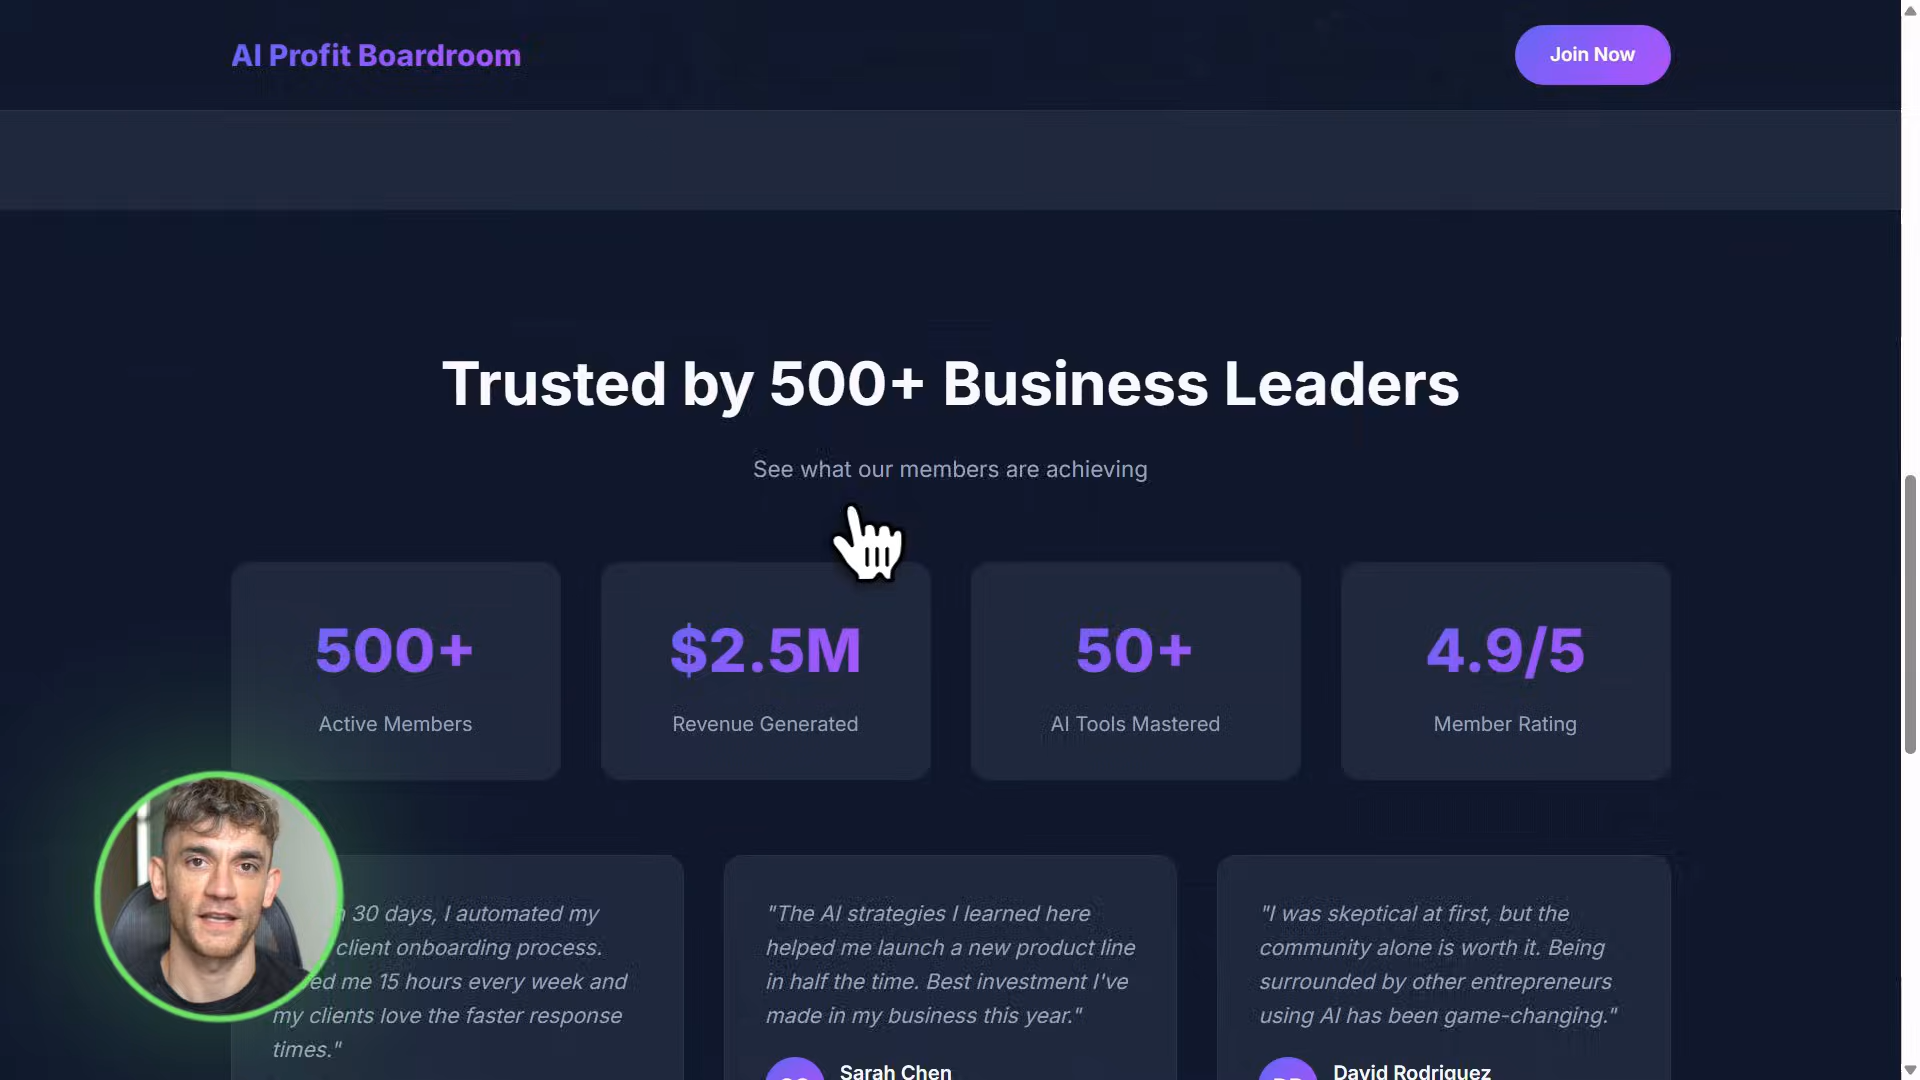 AI Profit Boardroom
Join Now
Trusted by 500+ Business Leaders
See what our members are achieving
500+
Active Members
$2.5M
Revenue Generated
50+
AI Tools Mastered
4.9/5
Member Rating
30 days, I automated my
client onboarding process.
me 15 hours every week and
my clients love the faster response
times."
"The AI strategies I learned here
helped me launch a new product line
in half the time. Best investment I've
made in my business this year."
Sarah Chen
"I was skeptical at first, but the
community alone is worth it. Being
surrounded by other entrepreneurs
using AI has been game-changing."
David Rodriguez